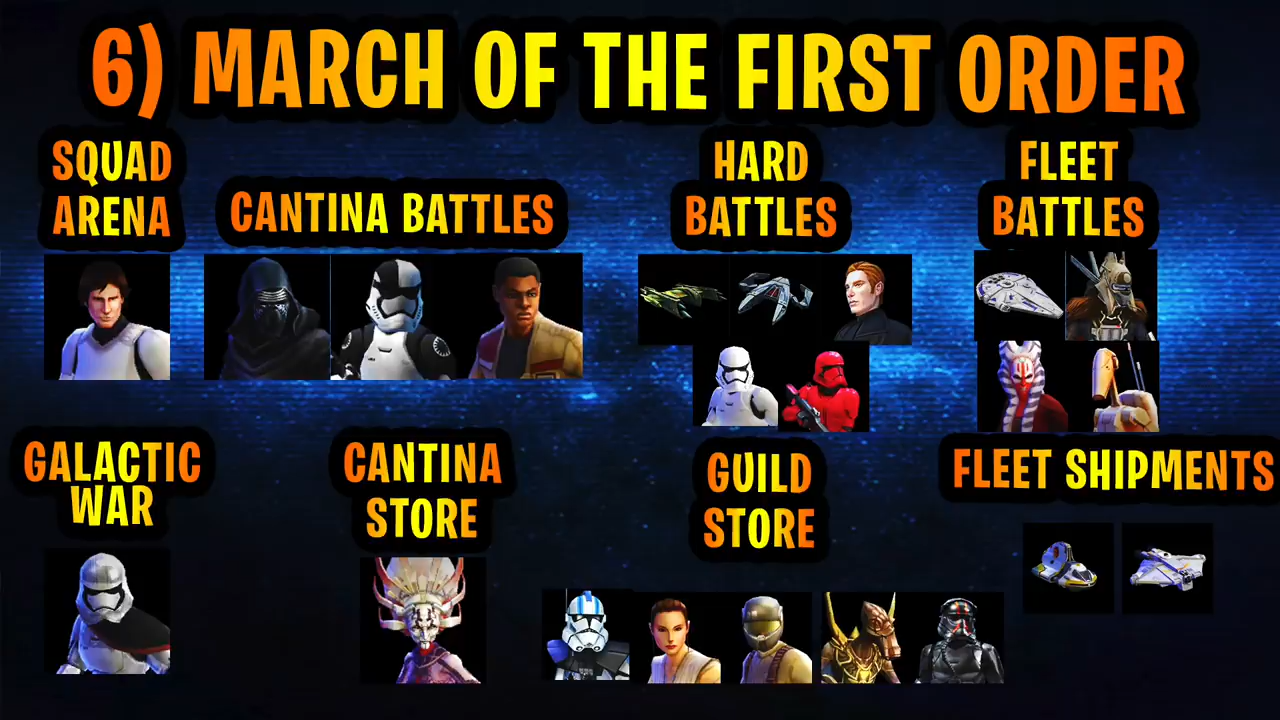 6) MARCH OF THE FIRST ORDER
SQUAD
ARENA
CANTINA BATTLES
HARD
BATTLES
FLEET
BATTLES
GALACTIC
WAR
CANTINA
STORE
GUILD
STORE
FLEET SHIPMENTS